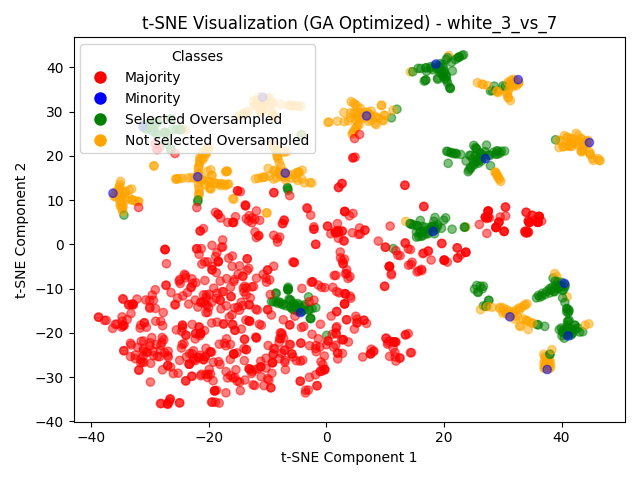 t-SNE Visualization (GA Optimized) - white_3_vs_7
Classes
Majority
Minority
Selected Oversampled
Not Selected Oversampled
t-SNE Component 2
40
30
20
10
0
−10
−20
−30
−40
−40
−20
0
20
40
t-SNE Component 1